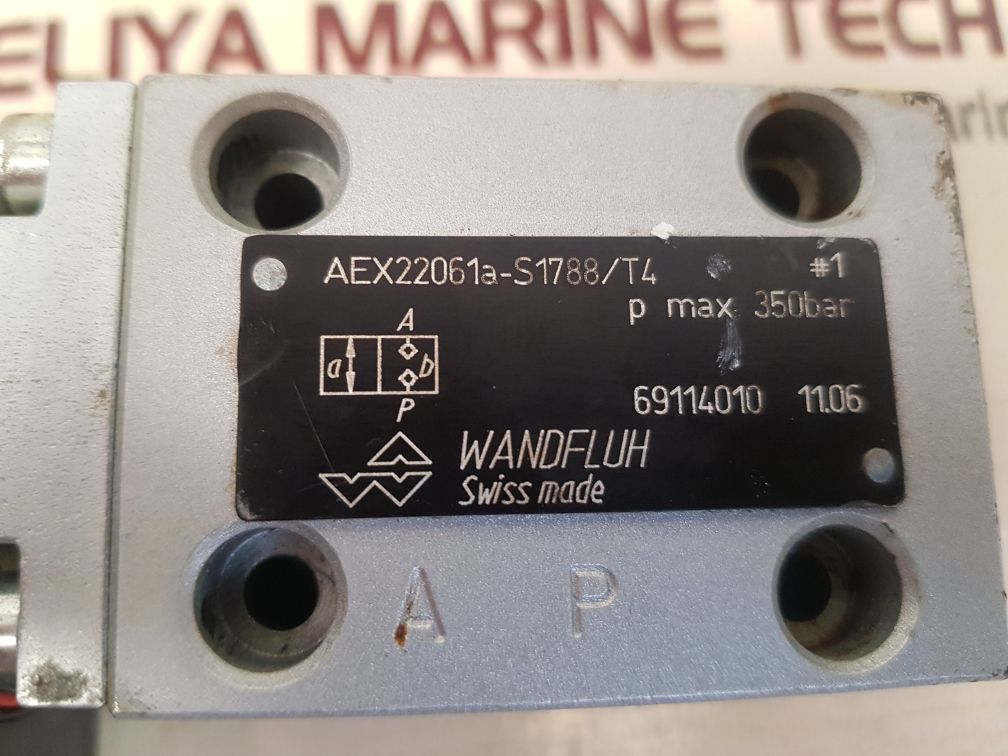 ELIYA MARINE TECH
AEX22061a-S1788/T4 #1
p max 350bar
A
a b
P
69114010 11.06
WANDFLUH
Swiss made
A P